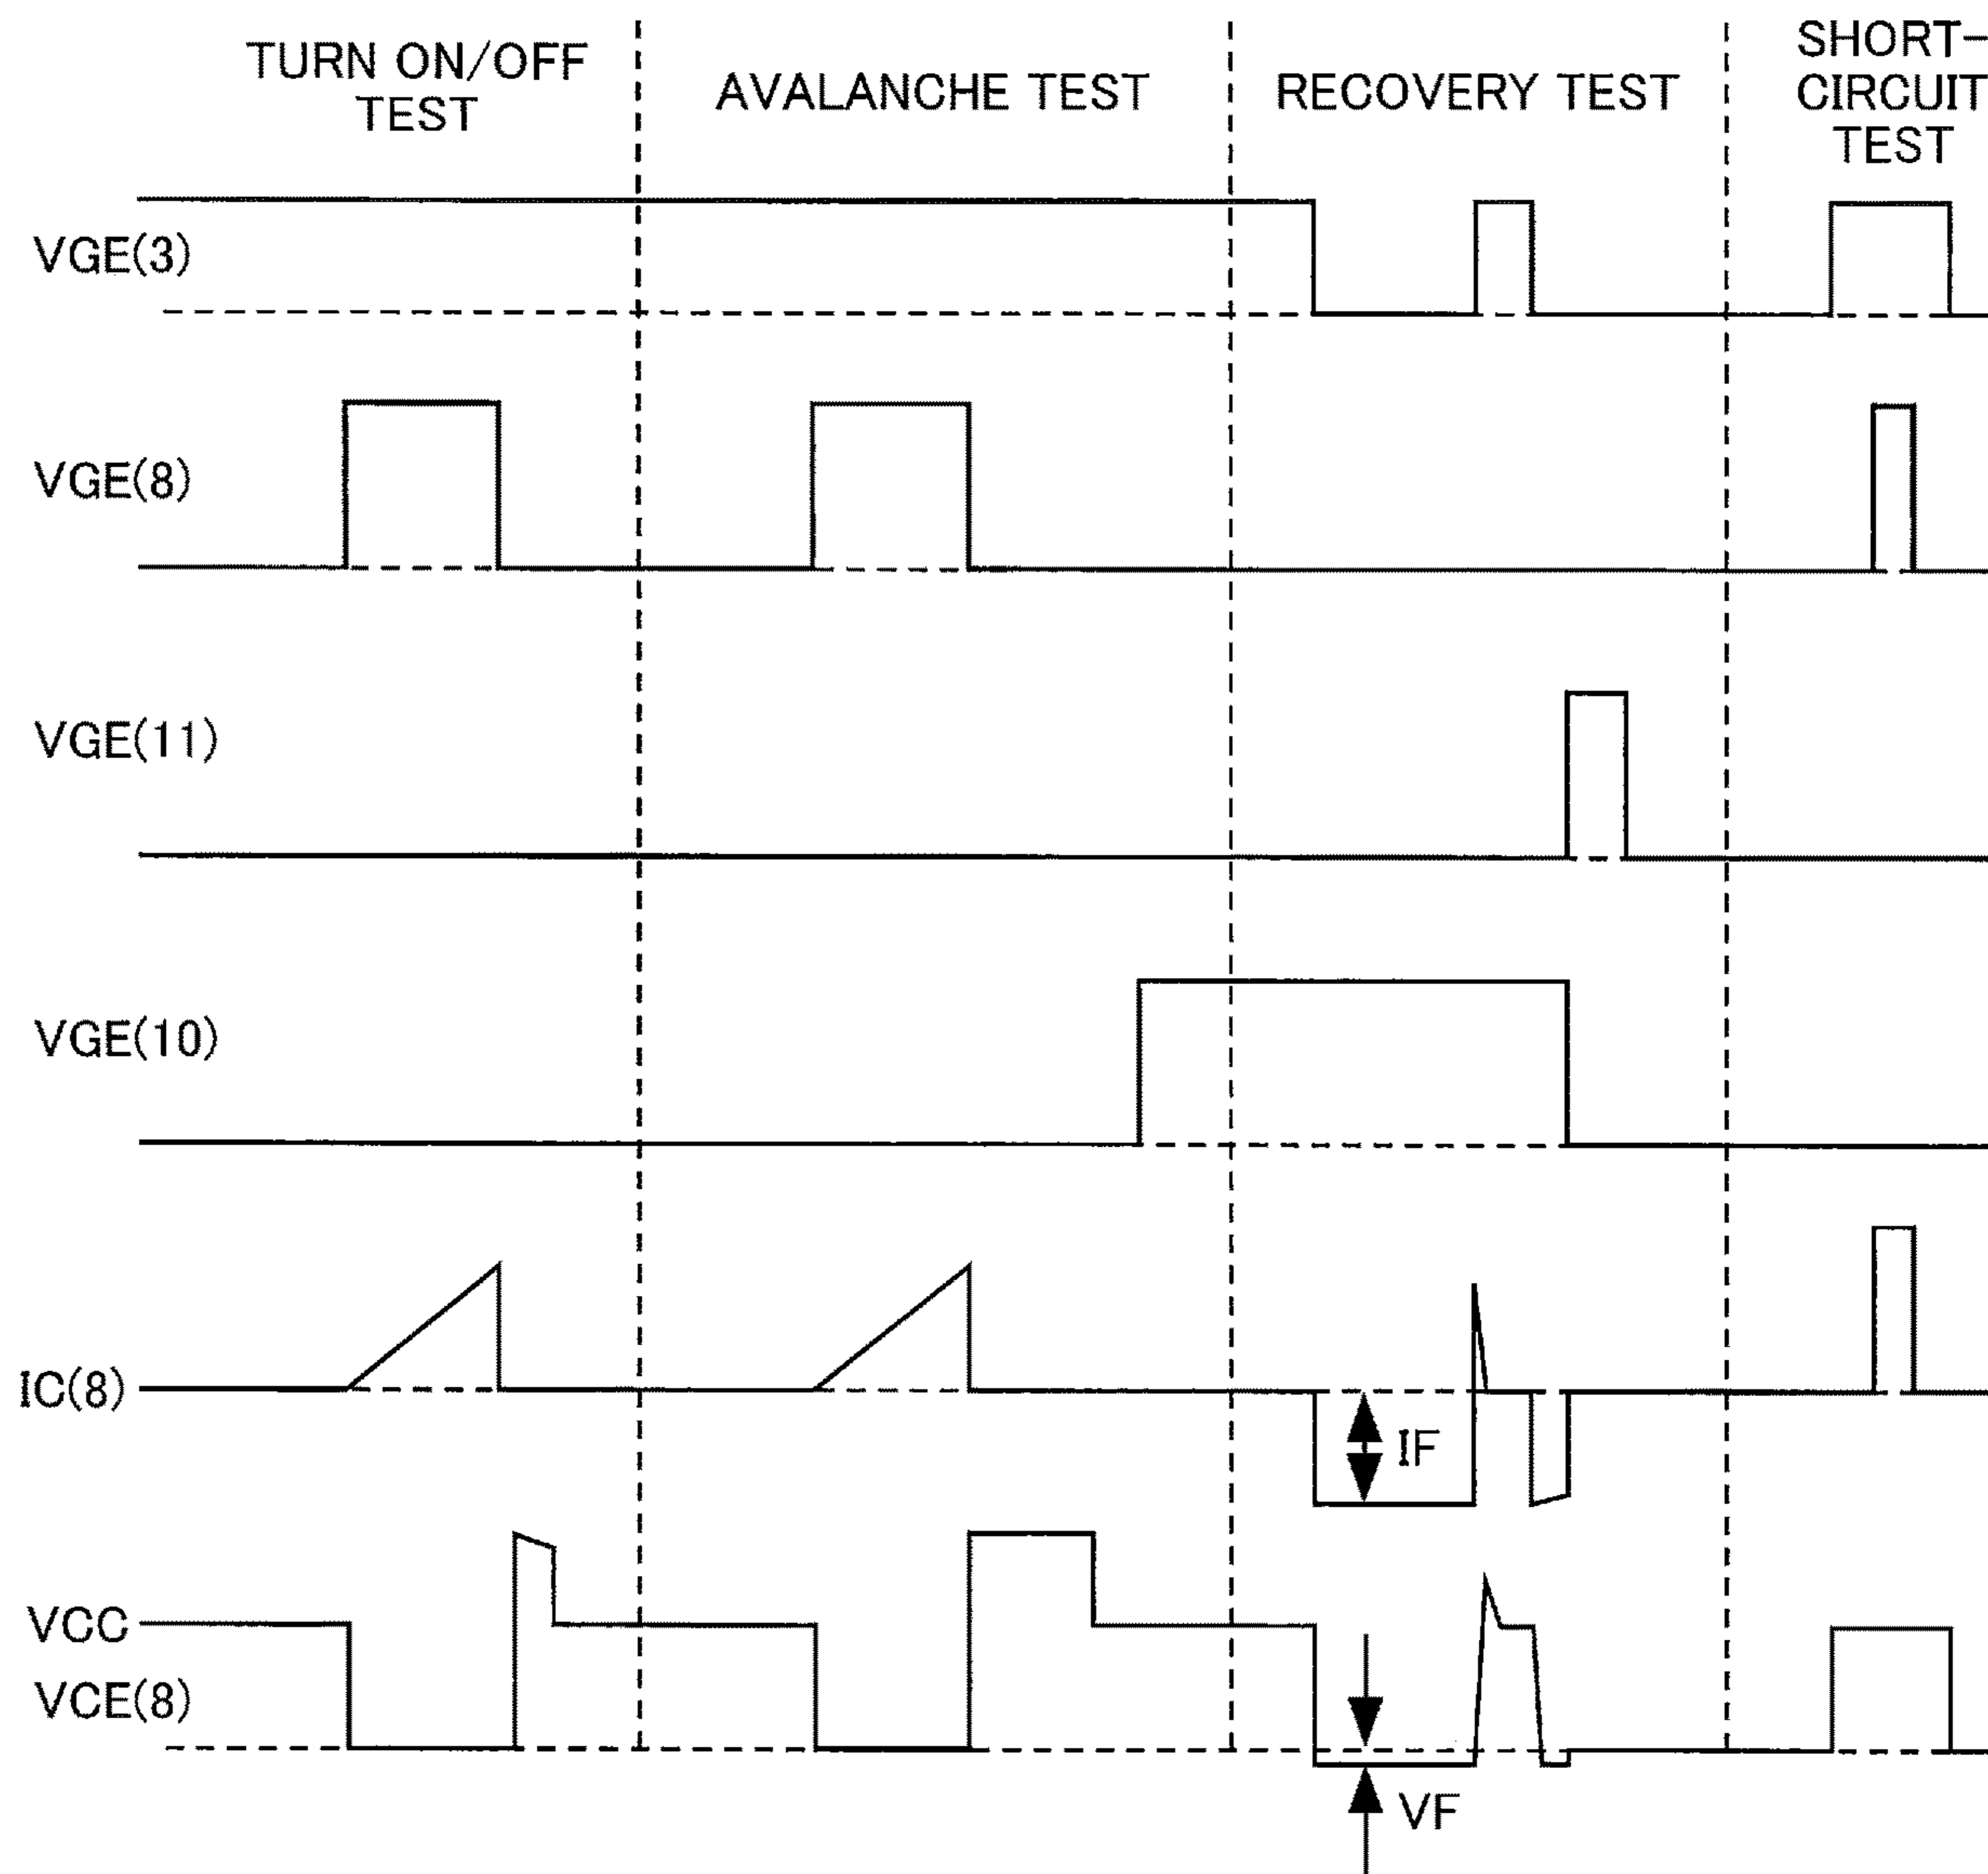 TURN ON/OFF
TEST
AVALANCHE TEST
RECOVERY TEST
SHORT-
CIRCUIT
TEST
VGE(3)
VGE(8)
VGE(11)
VGE(10)
IC(8)
IF
VCC
VCE(8)
VF